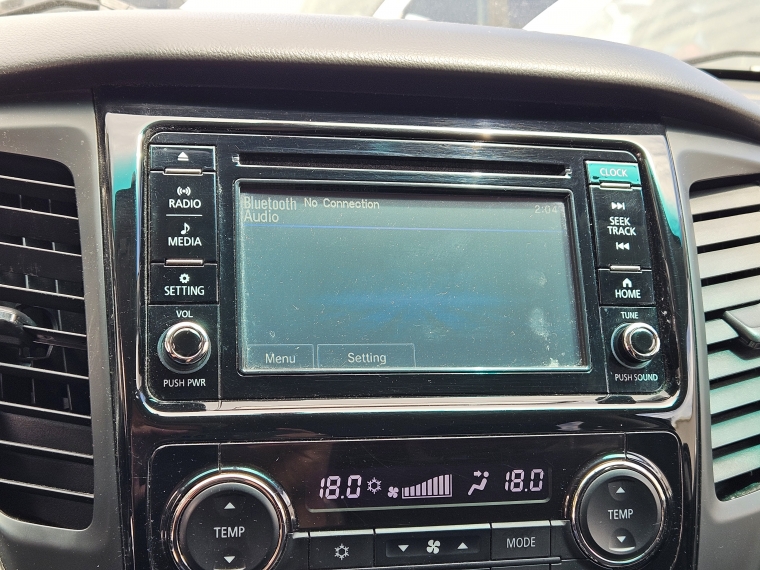 RADIO
MEDIA
SETTING
VOL
PUSH PWR
Bluetooth No Connection 2:04
Audio
Menu Setting
CLOCK
SEEK
TRACK
HOME
TUNE
PUSH SOUND
18.0 18.0
TEMP
MODE
TEMP